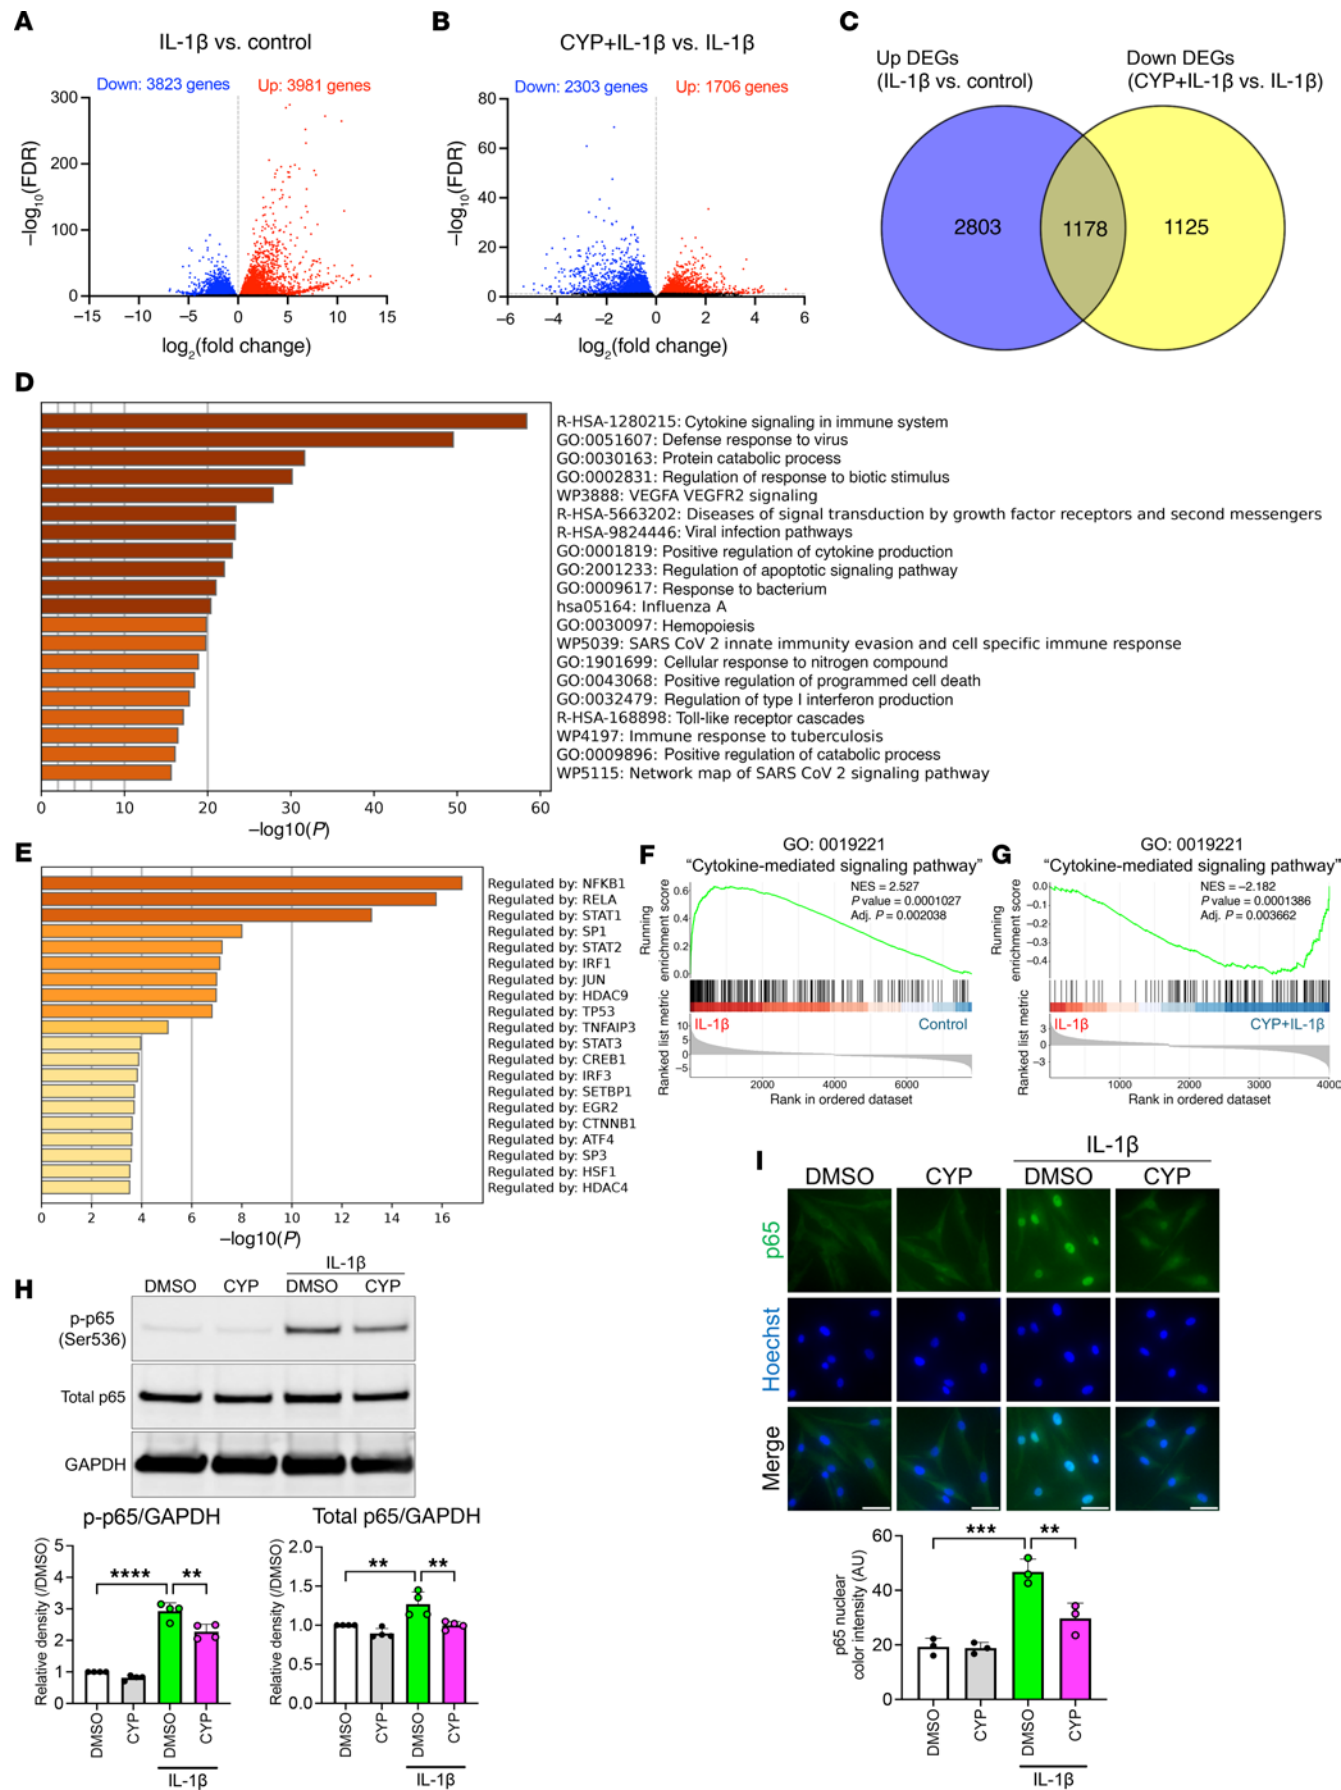 A
IL-1β vs. control
Down: 3823 genes
Up: 3981 genes
−log10(FDR)
300
200
100
0
−15
−10
−5
0
5
10
15
log2(fold change)
B
CYP+IL-1β vs. IL-1β
Down: 2303 genes
Up: 1706 genes
−log10(FDR)
80
60
40
20
0
−6
−4
−2
0
2
4
6
log2(fold change)
C
Up DEGs
(IL-1β vs. control)
Down DEGs
(CYP+IL-1β vs. IL-1β)
2803
1178
1125
D
R-HSA-1280215: Cytokine signaling in immune system
GO:0051607: Defense response to virus
GO:0030163: Protein catabolic process
GO:0002831: Regulation of response to biotic stimulus
WP3888: VEGFA VEGFR2 signaling
R-HSA-5663202: Diseases of signal transduction by growth factor receptors and second messengers
R-HSA-9824446: Viral infection pathways
GO:0001819: Positive regulation of cytokine production
GO:2001233: Regulation of apoptotic signaling pathway
GO:0009617: Response to bacterium
hsa05164: Influenza A
GO:0030097: Hemopoiesis
WP5039: SARS CoV 2 innate immunity evasion and cell specific immune response
GO:1901699: Cellular response to nitrogen compound
GO:0043068: Positive regulation of programmed cell death
GO:0032479: Regulation of type I interferon production
R-HSA-168898: Toll-like receptor cascades
WP4197: Immune response to tuberculosis
GO:0009896: Positive regulation of catabolic process
WP5115: Network map of SARS CoV 2 signaling pathway
0
10
20
30
40
50
60
−log10(P)
E
Regulated by: NFKB1
Regulated by: RELA
Regulated by: STAT1
Regulated by: SP1
Regulated by: STAT2
Regulated by: IRF1
Regulated by: JUN
Regulated by: HDAC9
Regulated by: TP53
Regulated by: TNFAIP3
Regulated by: STAT3
Regulated by: CREB1
Regulated by: IRF3
Regulated by: SETBP1
Regulated by: EGR2
Regulated by: CTNNB1
Regulated by: ATF4
Regulated by: SP3
Regulated by: HSF1
Regulated by: HDAC4
0
2
4
6
8
10
12
14
16
−log10(P)
F
GO: 0019221
"Cytokine-mediated signaling pathway"
NES = 2.527
P value = 0.0001027
Adj. P = 0.002038
Running
enrichment score
0.6
0.4
0.2
0.0
IL-1β
Control
Ranked list metric
10
5
0
−5
2000
4000
6000
Rank in ordered dataset
G
GO: 0019221
"Cytokine-mediated signaling pathway"
NES = −2.182
P value = 0.0001386
Adj. P = 0.003662
Running
enrichment score
0.0
−0.1
−0.2
−0.3
−0.4
IL-1β
CYP+IL-1β
Ranked list metric
3
0
−3
1000
2000
3000
4000
Rank in ordered dataset
H
IL-1β
DMSO
CYP
DMSO
CYP
p-p65
(Ser536)
Total p65
GAPDH
p-p65/GAPDH
Relative density (/DMSO)
5
4
3
2
1
0
****
**
DMSO
CYP
DMSO
CYP
IL-1β
Total p65/GAPDH
Relative density (/DMSO)
2.0
1.5
1.0
0.5
0.0
**
**
DMSO
CYP
DMSO
CYP
IL-1β
I
IL-1β
DMSO
CYP
DMSO
CYP
p65
Hoechst
Merge
p65 nuclear
color intensity (AU)
60
40
20
0
***
**
DMSO
CYP
DMSO
CYP
IL-1β